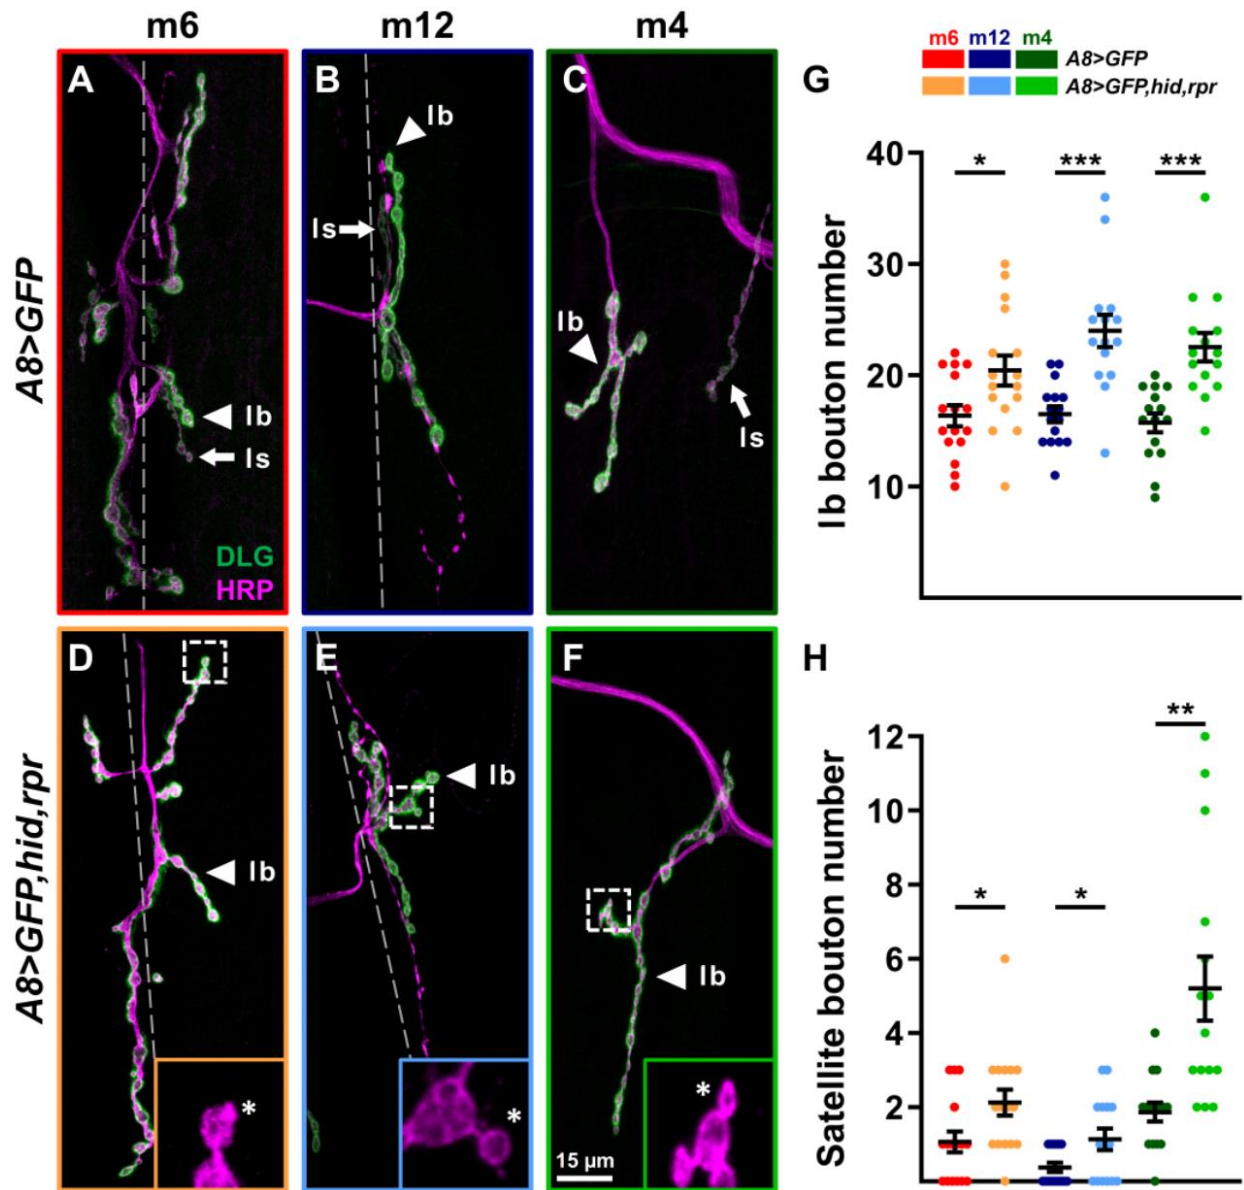 m6 m12 m4
A8>GFP
A
Ib
Is
DLG
HRP
B
Ib
Is
C
Ib
Is
A8>GFP,hid,rpr
D
Ib
*
E
Ib
*
F
Ib
*
15 µm
m6 m12 m4
A8>GFP
A8>GFP,hid,rpr
G
Ib bouton number
40
30
20
10
* *** ***
H
Satellite bouton number
12
10
8
6
4
2
* * **